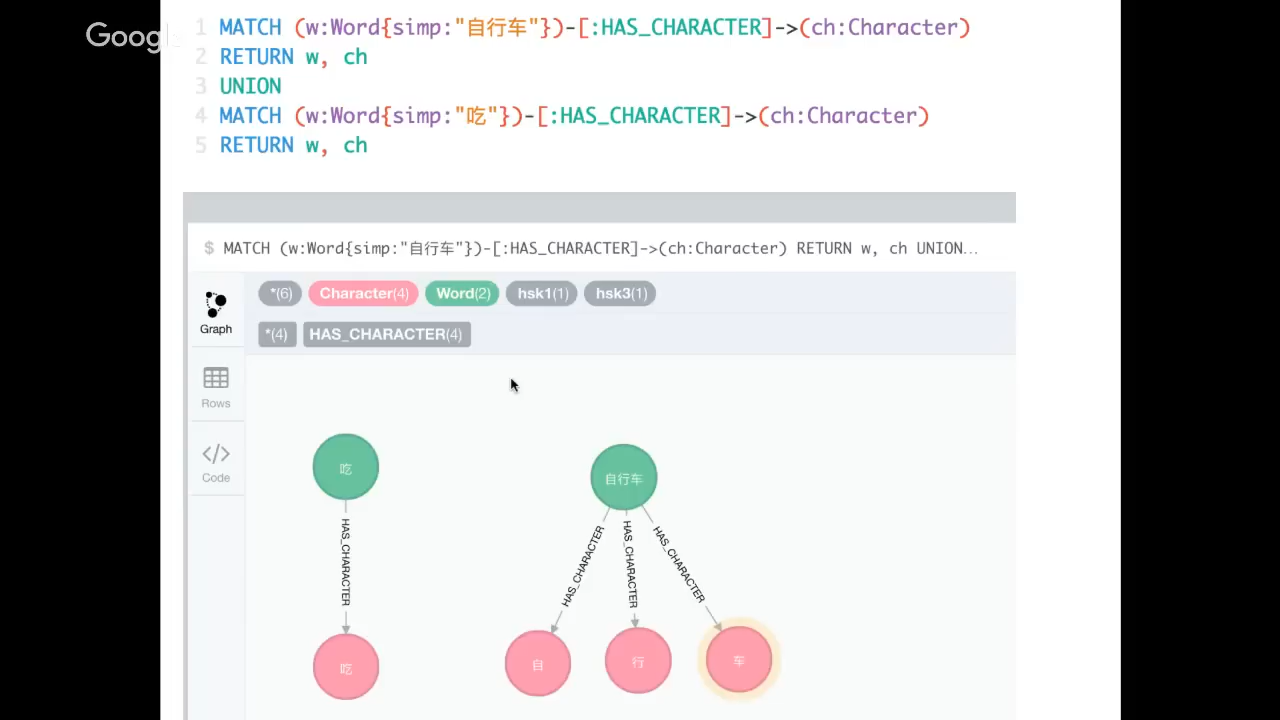 Google
1 MATCH (w:Word{simp:"自行车"})-[:HAS_CHARACTER]->(ch:Character)
2 RETURN w, ch
3 UNION
4 MATCH (w:Word{simp:"吃"})-[:HAS_CHARACTER]->(ch:Character)
5 RETURN w, ch
$ MATCH (w:Word{simp:"自行车"})-[:HAS_CHARACTER]->(ch:Character) RETURN w, ch UNION...
*(6) Character(4) Word(2) hsk1(1) hsk3(1)
*(4) HAS_CHARACTER(4)
Graph
Rows
Code
吃
自行车
HAS_CHARACTER
HAS_CHARACTER
HAS_CHARACTER
HAS_CHARACTER
吃
自
行
车